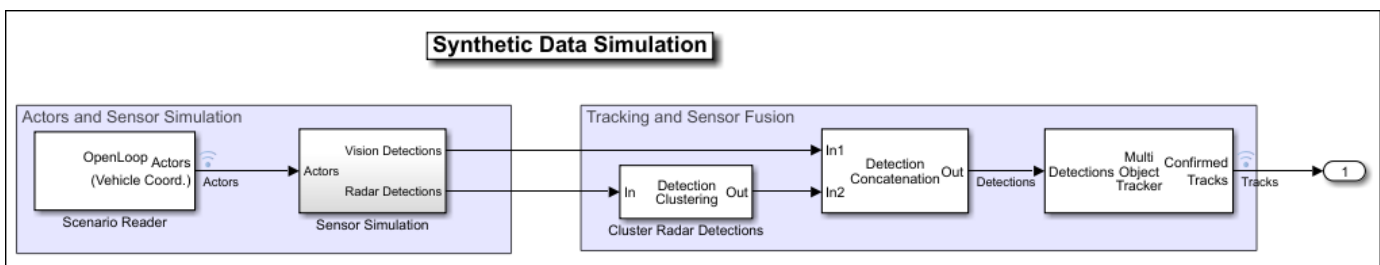 Synthetic Data Simulation
Actors and Sensor Simulation
OpenLoop
Actors
(Vehicle Coord.)
Scenario Reader
Actors
Actors
Vision Detections
Radar Detections
Sensor Simulation
Tracking and Sensor Fusion
In
Detection
Clustering
Out
Cluster Radar Detections
In1
In2
Detection
Concatenation
Out
Detections
Detections
Multi
Object
Tracker
Confirmed
Tracks
Tracks
1